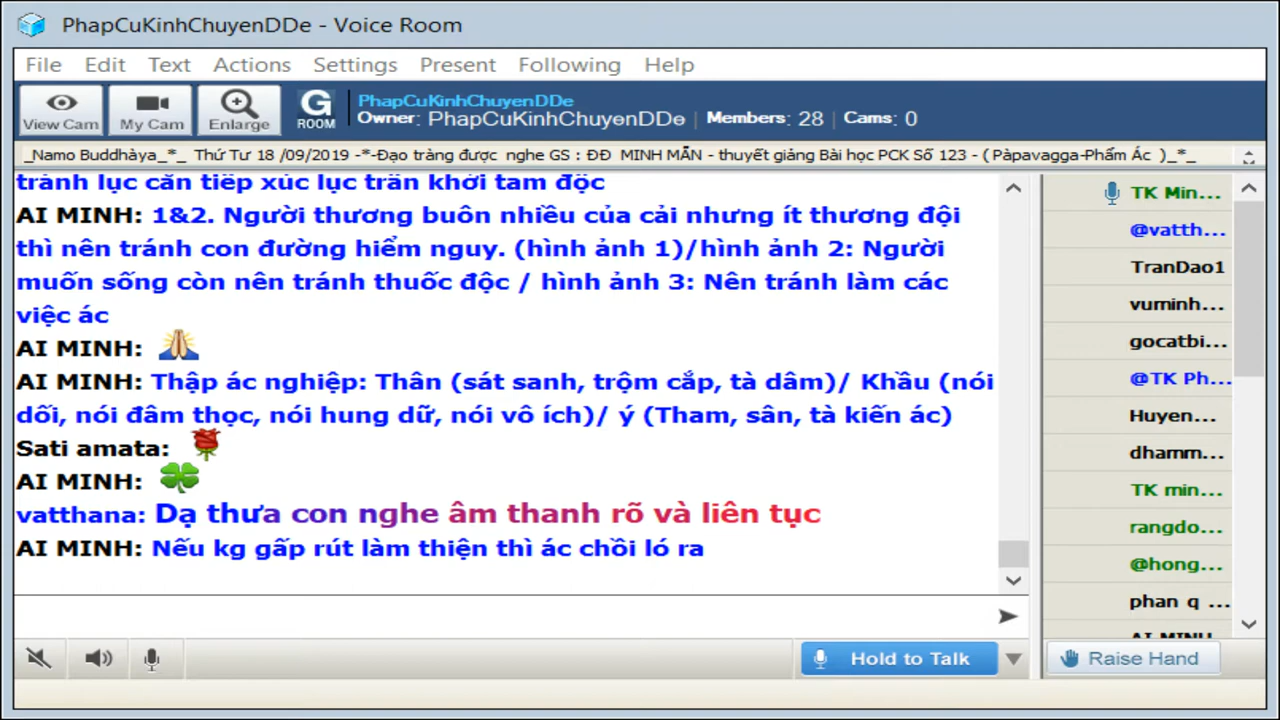 PhapCuKinhChuyenDDe - Voice Room
File Edit Text Actions Settings Present Following Help
View Cam My Cam Enlarge G ROOM
PhapCuKinhChuyenDDe
Owner: PhapCuKinhChuyenDDe | Members: 28 | Cams: 0
_Namo Buddhàya_*_ Thứ Tư 18 /09/2019 -*-Đạo tràng được nghe GS : ĐĐ MINH MẪN - thuyết giảng Bài học PCK Số 123 - ( Pàpavagga-Phẩm Ác )_*_
tránh lục căn tiếp xúc lục trần khởi tam độc
AI MINH: 1&2. Người thương buôn nhiều của cải nhưng ít thương đội
thì nên tránh con đường hiểm nguy. (hình ảnh 1)/hình ảnh 2: Người
muốn sống còn nên tránh thuốc độc / hình ảnh 3: Nên tránh làm các
việc ác
AI MINH: 🙏
AI MINH: Thập ác nghiệp: Thân (sát sanh, trộm cắp, tà dâm)/ Khẩu (nói
dối, nói đâm thọc, nói hung dữ, nói vô ích)/ ý (Tham, sân, tà kiến ác)
Sati amata: 🌹
AI MINH: 🍀
vatthana: Dạ thưa con nghe âm thanh rõ và liên tục
AI MINH: Nếu kg gấp rút làm thiện thì ác chồi ló ra
TK Min...
@vatth...
TranDao1
vuminh...
gocatbi...
@TK Ph...
Huyen...
dhamm...
TK min...
rangdo...
@hong...
phan q ...
AI MINH
Hold to Talk
Raise Hand